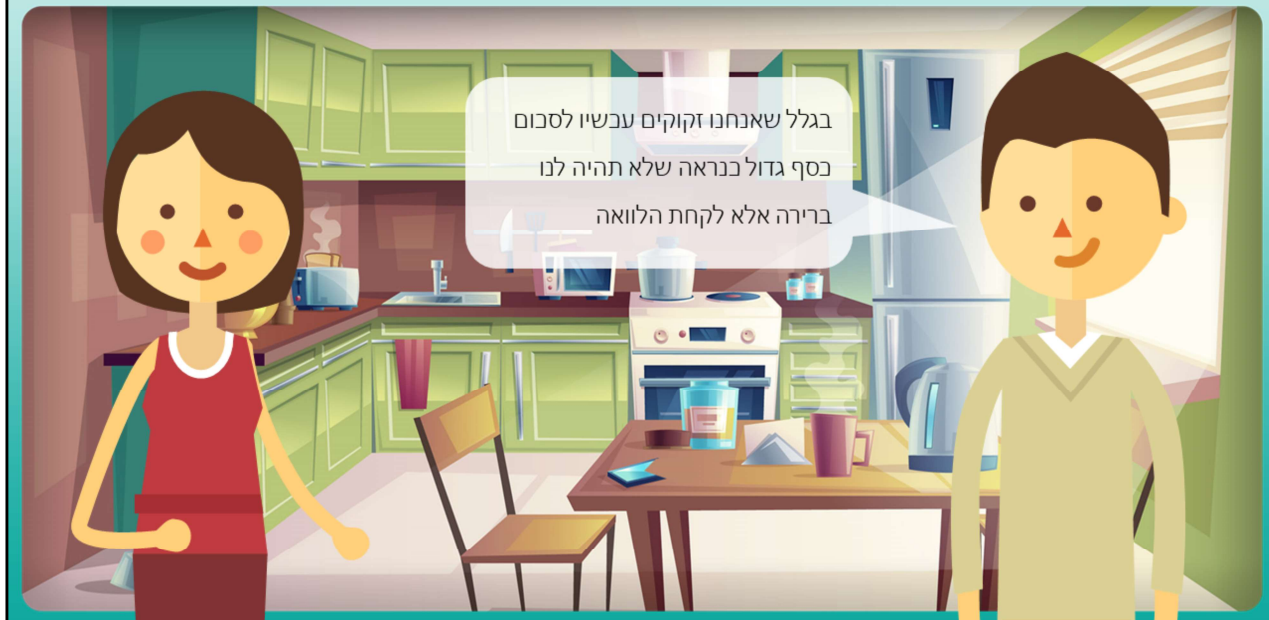 בגלל שאנחנו זקוקים עכשיו לסכום
כסף גדול כנראה שלא תהיה לנו
ברירה אלא לקחת הלוואה